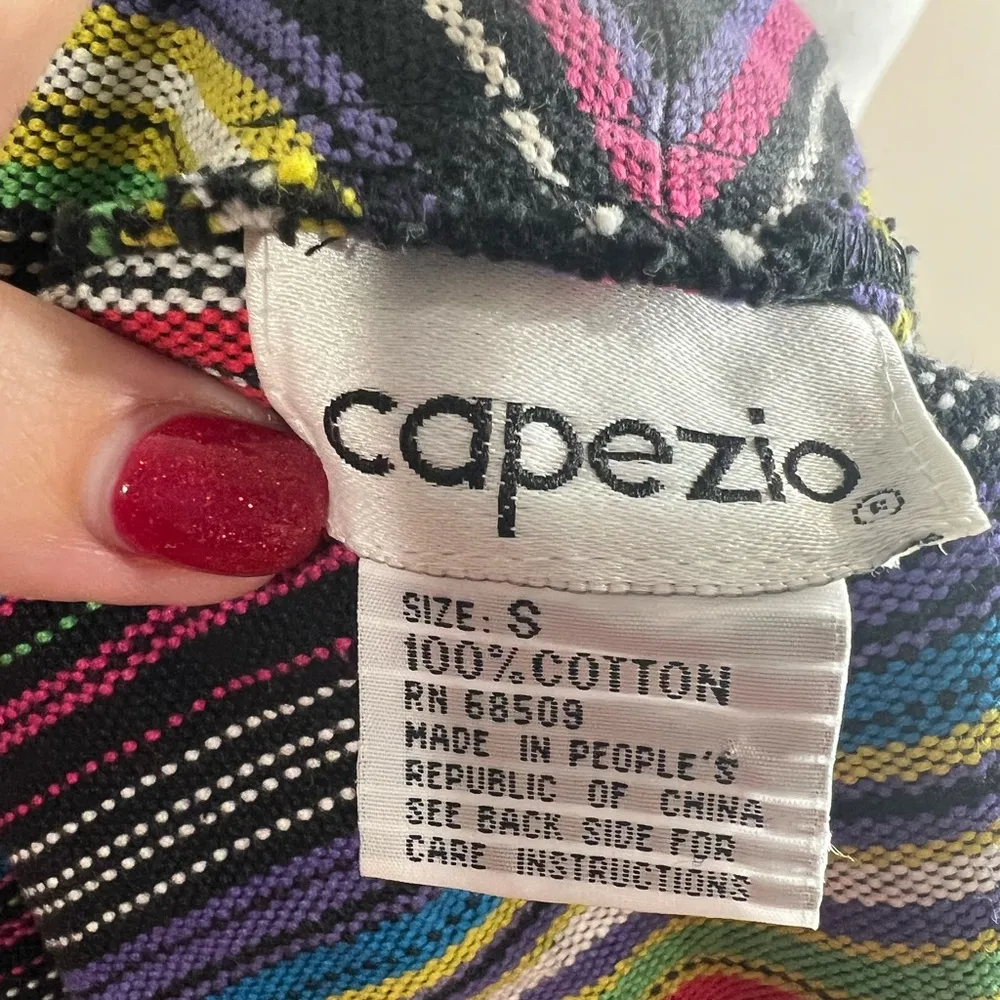 capezio®
SIZE: S
100% COTTON
RN 68509
MADE IN PEOPLE'S
REPUBLIC OF CHINA
SEE BACK SIDE FOR
CARE INSTRUCTIONS